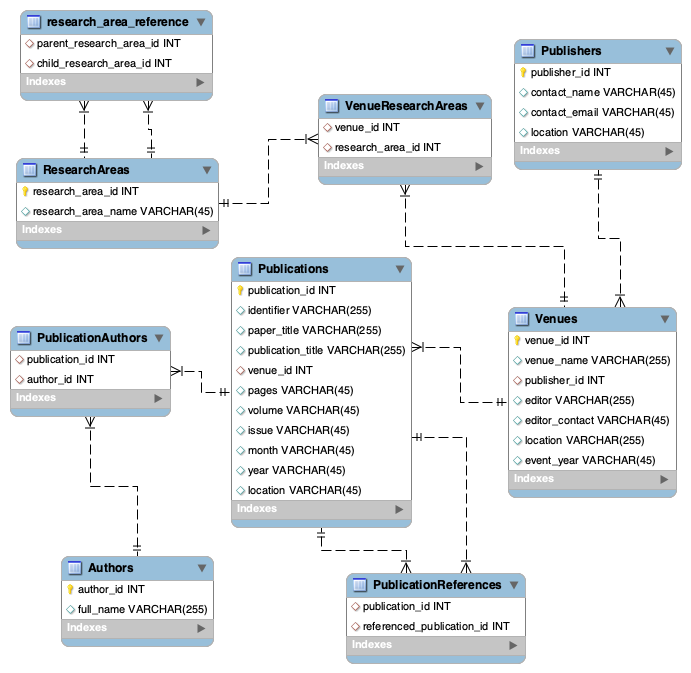 research_area_reference
parent_research_area_id INT
child_research_area_id INT
Indexes
Publishers
publisher_id INT
contact_name VARCHAR(45)
contact_email VARCHAR(45)
location VARCHAR(45)
Indexes
VenueResearchAreas
venue_id INT
research_area_id INT
Indexes
ResearchAreas
research_area_id INT
research_area_name VARCHAR(45)
Indexes
Publications
publication_id INT
identifier VARCHAR(255)
paper_title VARCHAR(255)
publication_title VARCHAR(255)
venue_id INT
pages VARCHAR(45)
volume VARCHAR(45)
issue VARCHAR(45)
month VARCHAR(45)
year VARCHAR(45)
location VARCHAR(45)
Indexes
Venues
venue_id INT
venue_name VARCHAR(255)
publisher_id INT
editor VARCHAR(255)
editor_contact VARCHAR(45)
location VARCHAR(255)
event_year VARCHAR(45)
Indexes
PublicationAuthors
publication_id INT
author_id INT
Indexes
Authors
author_id INT
full_name VARCHAR(255)
Indexes
PublicationReferences
publication_id INT
referenced_publication_id INT
Indexes